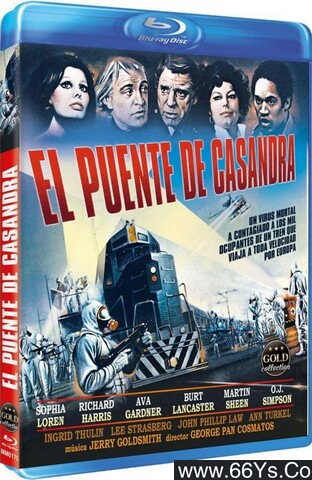 Blu-ray Disc
EL PUENTE DE CASANDRA
UN VIRUS MORTAL
A CONTAGIADO A LOS MIL
OCUPANTES DE UN TREN QUE
VIAJA A TODA VELOCIDAD
POR EUROPA
GOLD
collection
SOPHIA LOREN
RICHARD HARRIS
AVA GARDNER
BURT LANCASTER
MARTIN SHEEN
O.J. SIMPSON
INGRID THULIN LEE STRASBERG JOHN PHILLIP LAW ANN TURKEL
música JERRY GOLDSMITH director GEORGE PAN COSMATOS
EL PUENTE DE CASANDRA
GOLD
collection
www.66Ys.Co